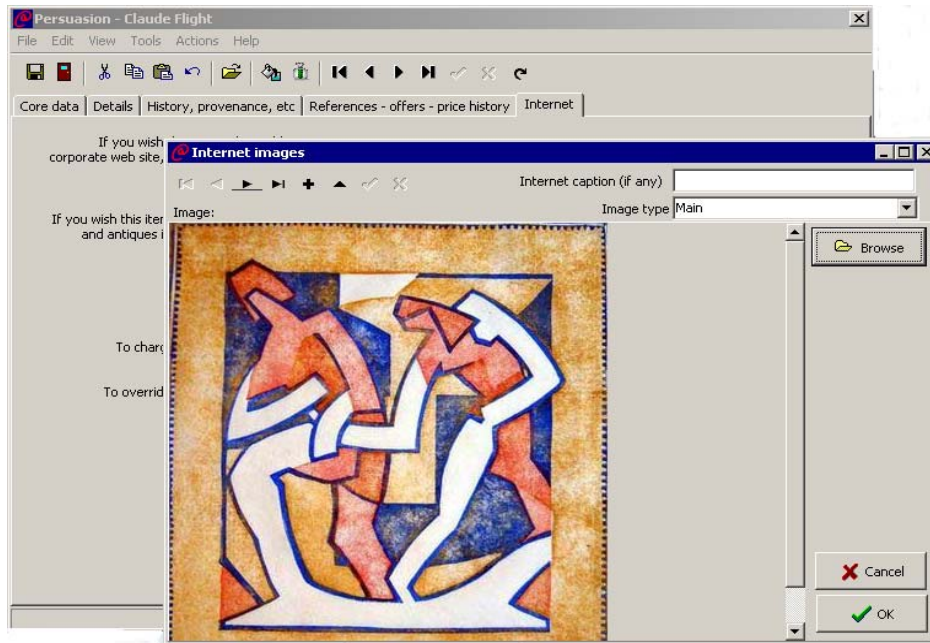 Persuasion - Claude Flight
File Edit View Tools Actions Help
Core data Details History, provenance, etc References - offers - price history Internet
If you wish
corporate web site,
If you wish this iter
and antiques i
To charg
To overrid
Internet images
Internet caption (if any)
Image: Image type Main
Browse
Cancel
OK